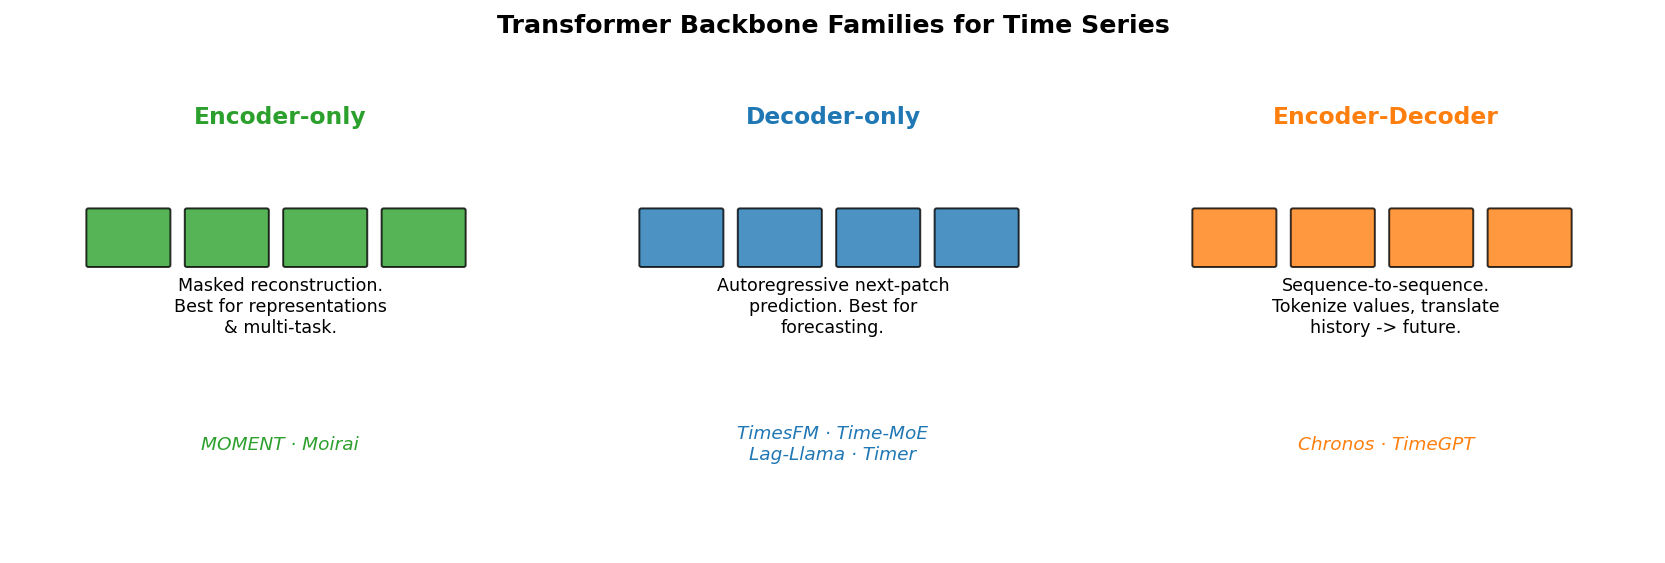 Transformer Backbone Families for Time Series
Encoder-only
Masked reconstruction.
Best for representations
& multi-task.
MOMENT · Moirai
Decoder-only
Autoregressive next-patch
prediction. Best for
forecasting.
TimesFM · Time-MoE
Lag-Llama · Timer
Encoder-Decoder
Sequence-to-sequence.
Tokenize values, translate
history -> future.
Chronos · TimeGPT